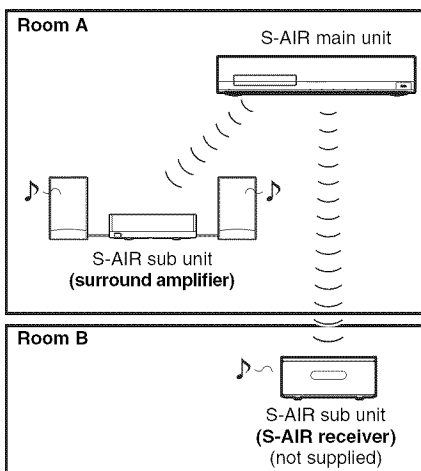 Room A
S-AIR main unit
S-AIR sub unit
(surround amplifier)
Room B
S-AIR sub unit
(S-AIR receiver)
(not supplied)